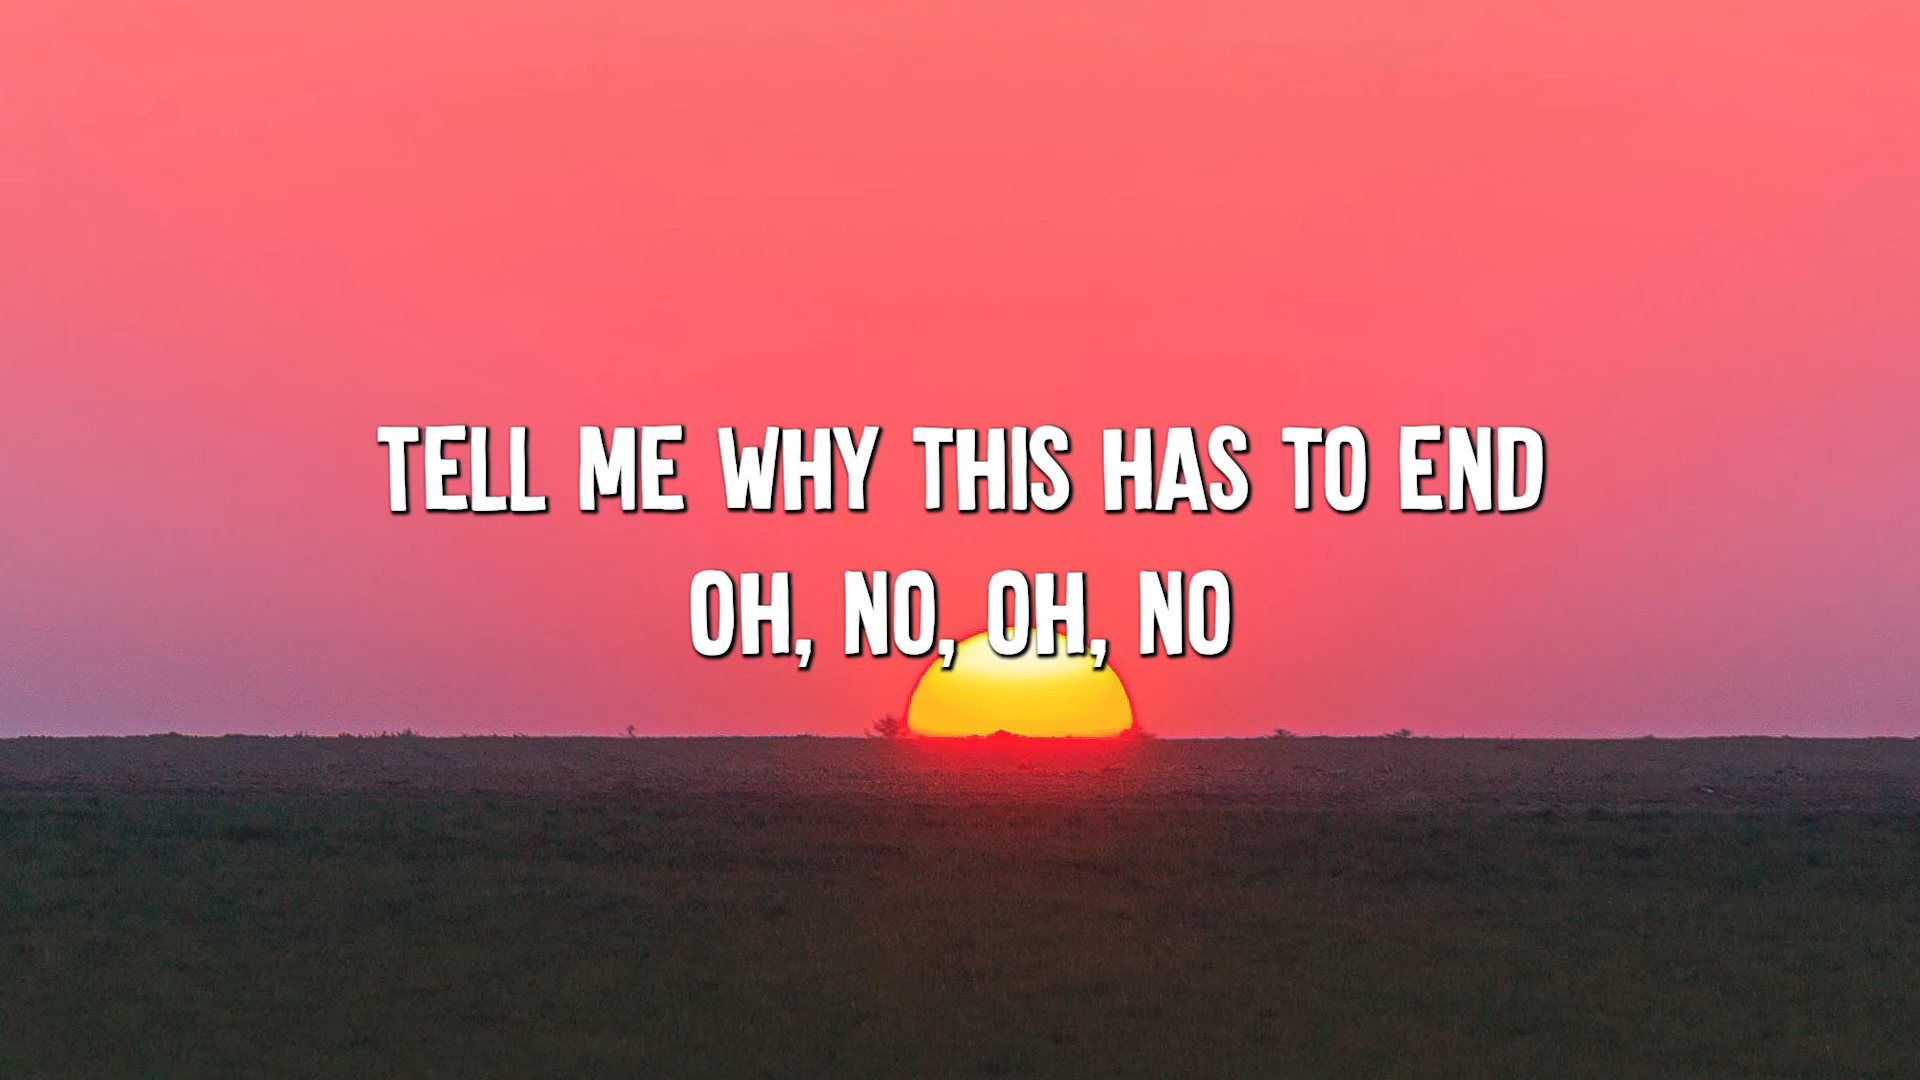 TELL ME WHY THIS HAS TO END
OH, NO, OH, NO